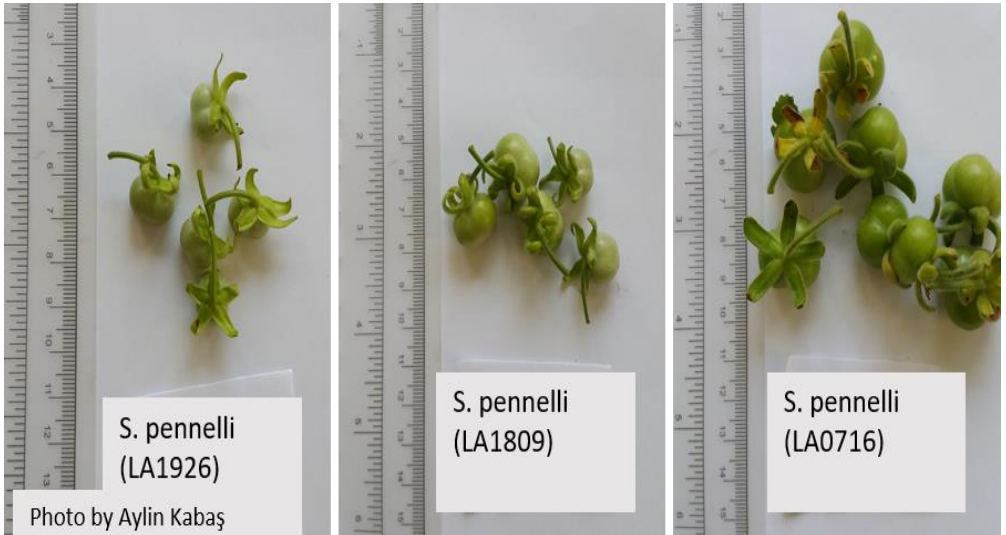 S. pennelli
(LA1926)
Photo by Aylin Kabaş
S. pennelli
(LA1809)
S. pennelli
(LA0716)